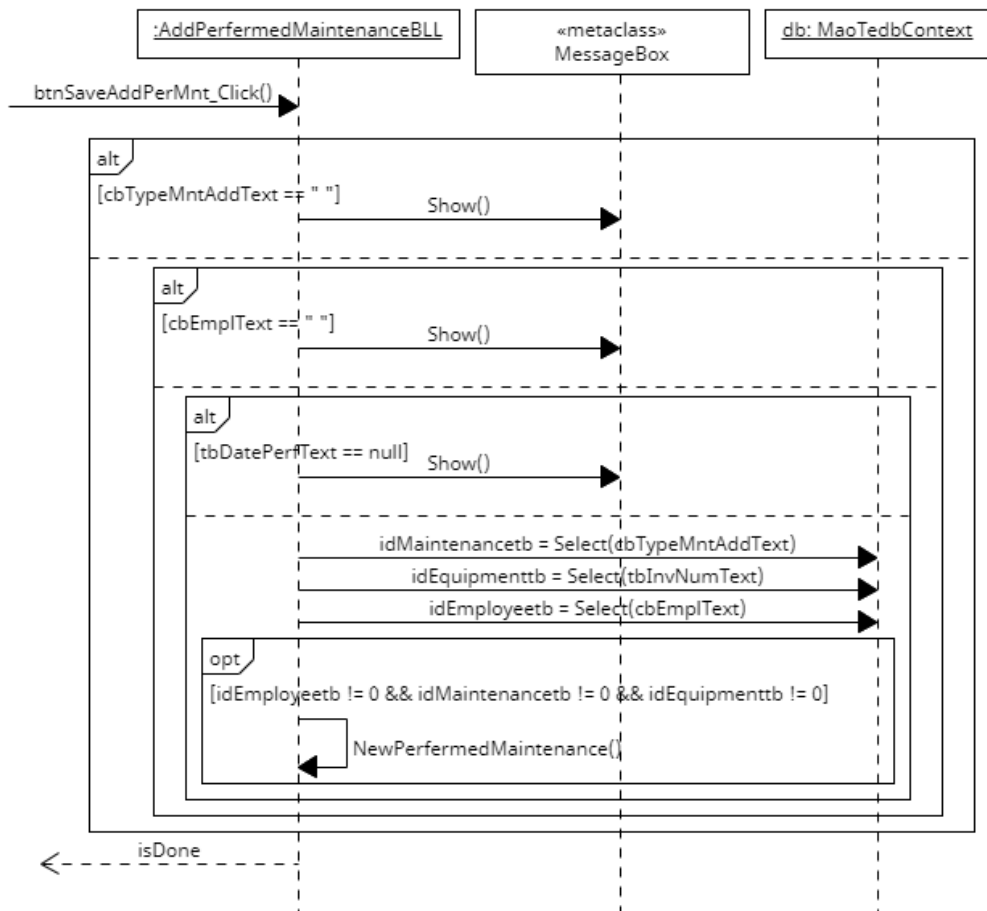 :AddPerfermedMaintenanceBLL
«metaclass»
MessageBox
db: MaoTedbContext
btnSaveAddPerMnt_Click()
alt
[cbTypeMntAddText == " "]
Show()
alt
[cbEmplText == " "]
Show()
alt
[tbDatePerfText == null]
Show()
idMaintenancetb = Select(cbTypeMntAddText)
idEquipmenttb = Select(tbInvNumText)
idEmployeetb = Select(cbEmplText)
opt
[idEmployeetb != 0 && idMaintenancetb != 0 && idEquipmenttb != 0]
NewPerfermedMaintenance()
isDone